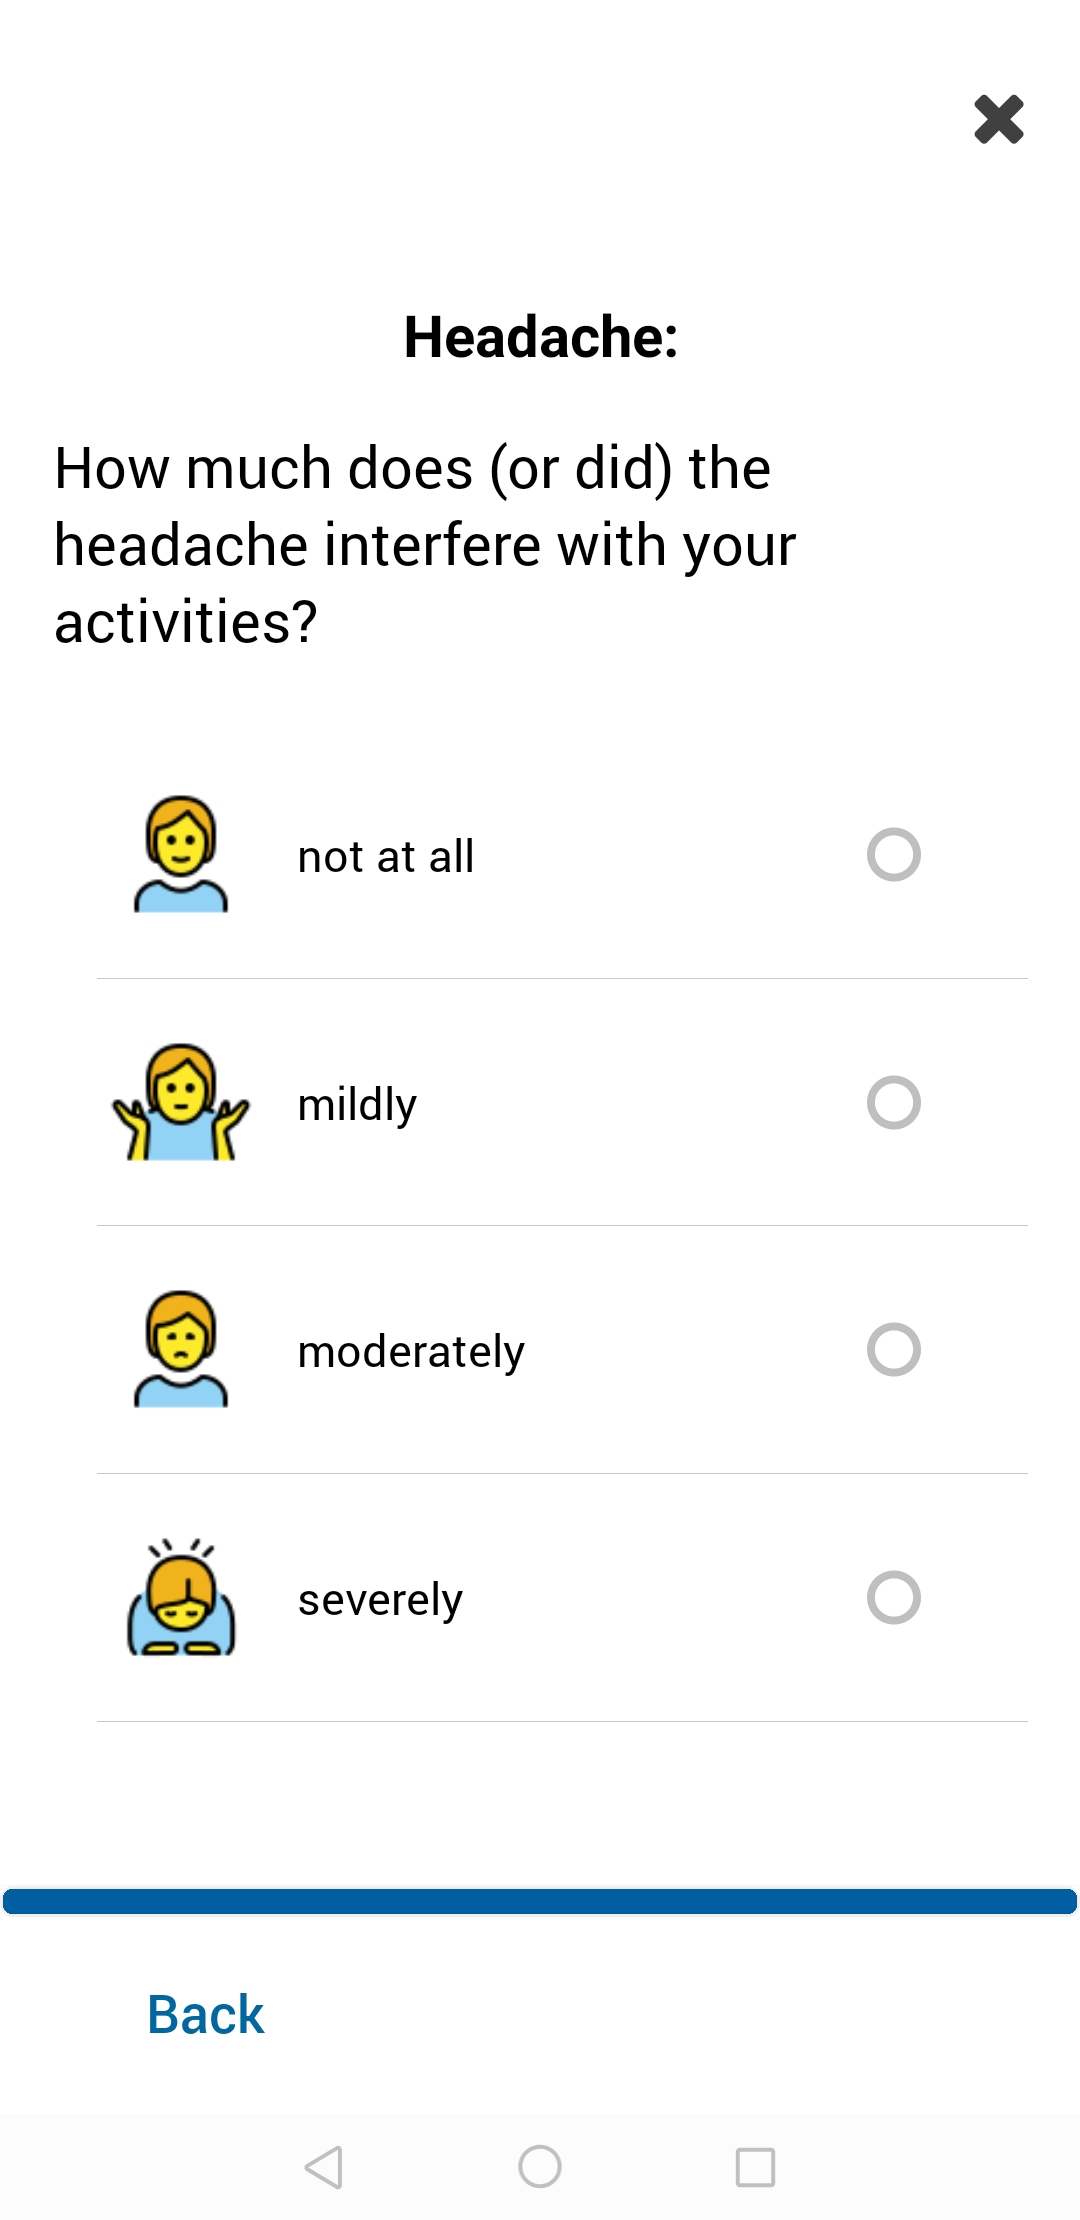 Headache:
How much does (or did) the
headache interfere with your
activities?
not at all
mildly
moderately
severely
Back